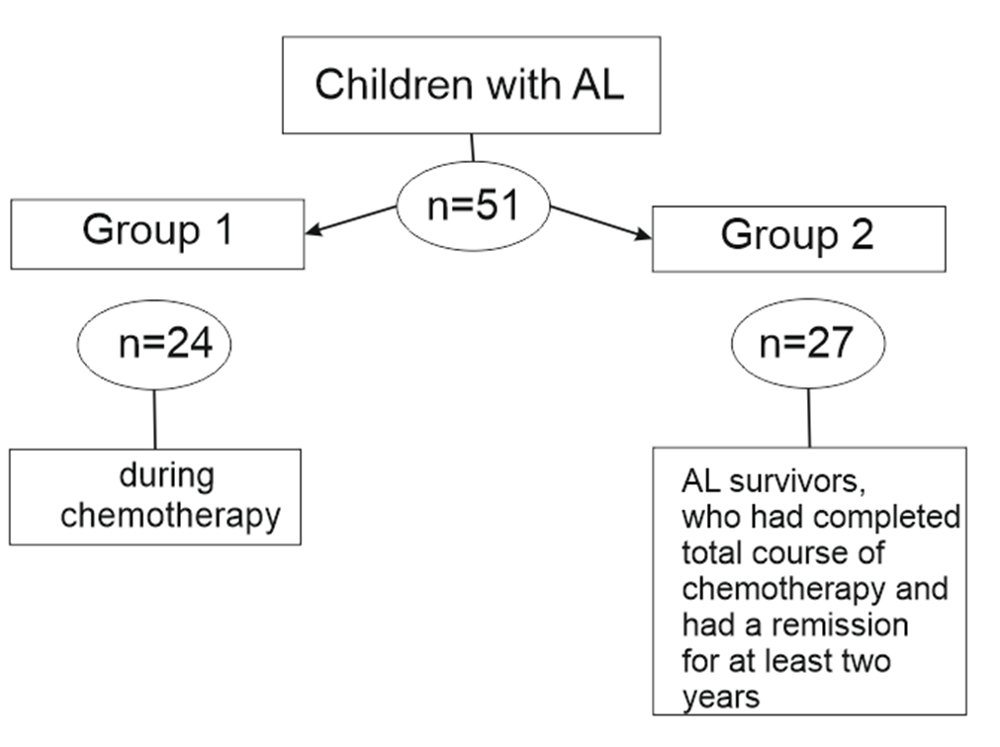 Children with AL
n=51
Group 1
Group 2
n=24
n=27
during
chemotherapy
AL survivors,
who had completed
total course of
chemotherapy and
had a remission
for at least two
years